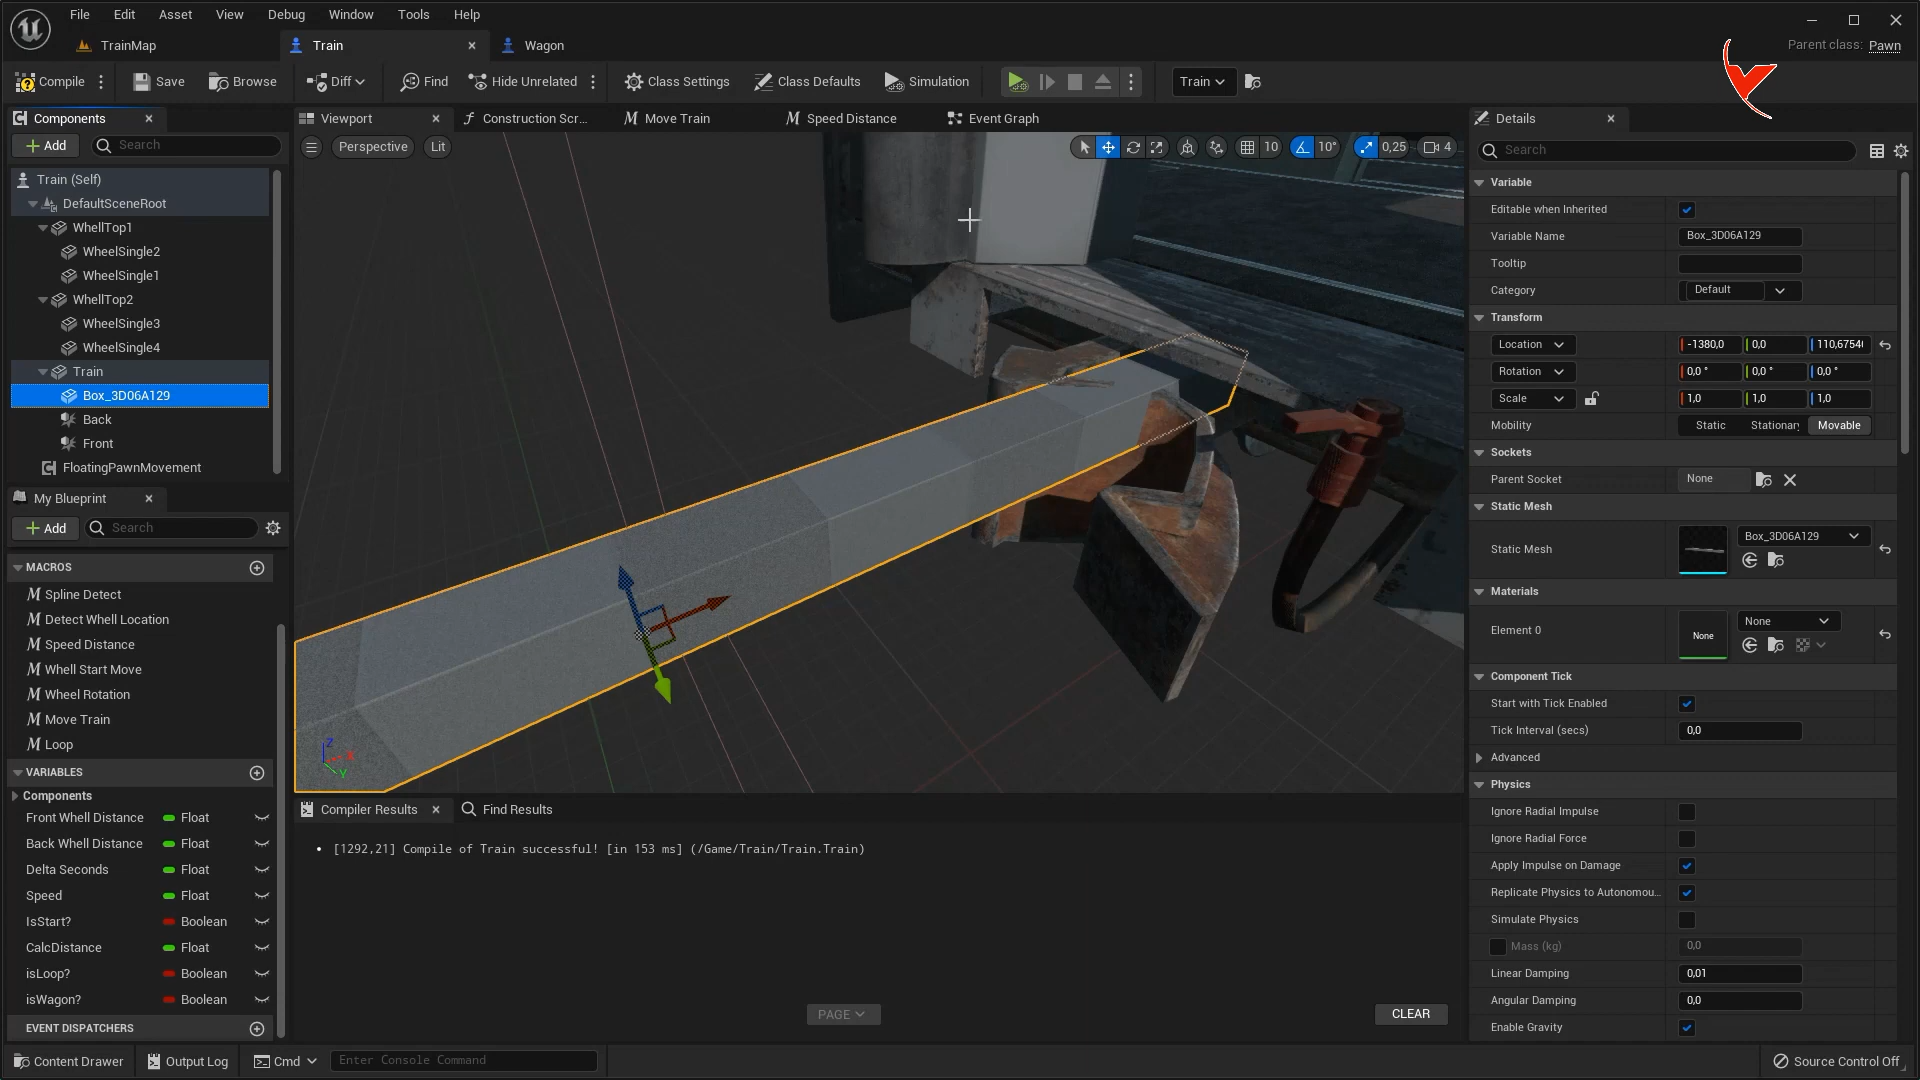 File Edit Asset View Debug Window Tools Help
TrainMap Train Wagon
Parent class: Pawn
Compile Save Browse Diff Find Hide Unrelated Class Settings Class Defaults Simulation Train
Components
Add Search
Train (Self)
DefaultSceneRoot
WhellTop1
WheelSingle2
WheelSingle1
WhellTop2
WheelSingle3
WheelSingle4
Train
Box_3D06A129
Back
Front
FloatingPawnMovement
My Blueprint
Add Search
MACROS
Spline Detect
Detect Whell Location
Speed Distance
Whell Start Move
Wheel Rotation
Move Train
Loop
VARIABLES
Components
Front Whell Distance Float
Back Whell Distance Float
Delta Seconds Float
Speed Float
IsStart? Boolean
CalcDistance Float
isLoop? Boolean
isWagon? Boolean
EVENT DISPATCHERS
Viewport Construction Scr... Move Train Speed Distance Event Graph
Perspective Lit 10 10° 0,25 4
Z
X
Y
Compiler Results Find Results
• [1292,21] Compile of Train successful! [in 153 ms] (/Game/Train/Train.Train)
PAGE CLEAR
Details
Search
Variable
Editable when Inherited
Variable Name Box_3D06A129
Tooltip
Category Default
Transform
Location -1380,0 0,0 110,6754
Rotation 0,0 ° 0,0 ° 0,0 °
Scale 1,0 1,0 1,0
Mobility Static Stationary Movable
Sockets
Parent Socket None
Static Mesh
Static Mesh Box_3D06A129
Materials
Element 0 None None
Component Tick
Start with Tick Enabled
Tick Interval (secs) 0,0
Advanced
Physics
Ignore Radial Impulse
Ignore Radial Force
Apply Impulse on Damage
Replicate Physics to Autonomou...
Simulate Physics
Mass (kg) 0,0
Linear Damping 0,01
Angular Damping 0,0
Enable Gravity
Content Drawer Output Log Cmd Enter Console Command Source Control Off